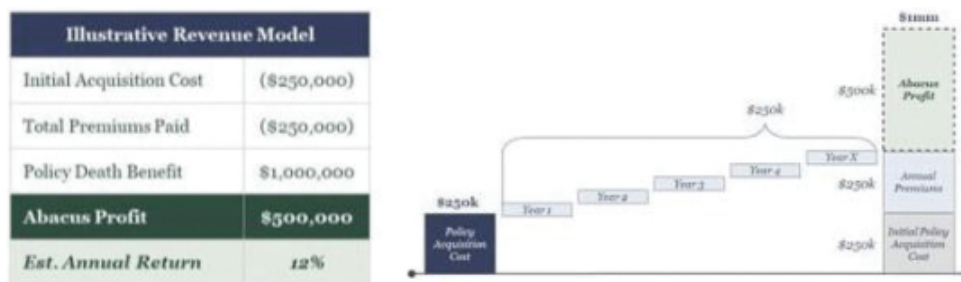 Illustrative Revenue Model
Initial Acquisition Cost ($250,000)
Total Premiums Paid ($250,000)
Policy Death Benefit $1,000,000
Abacus Profit $500,000
Est. Annual Return 12%
$1mm
$500k
Abacus
Profit
$250k
Year 1
Year 2
Year 3
Year 4
Year X
$250k
Annual
Premiums
$250k
Policy
Acquisition
Cost
$250k
Initial Policy
Acquisition
Cost